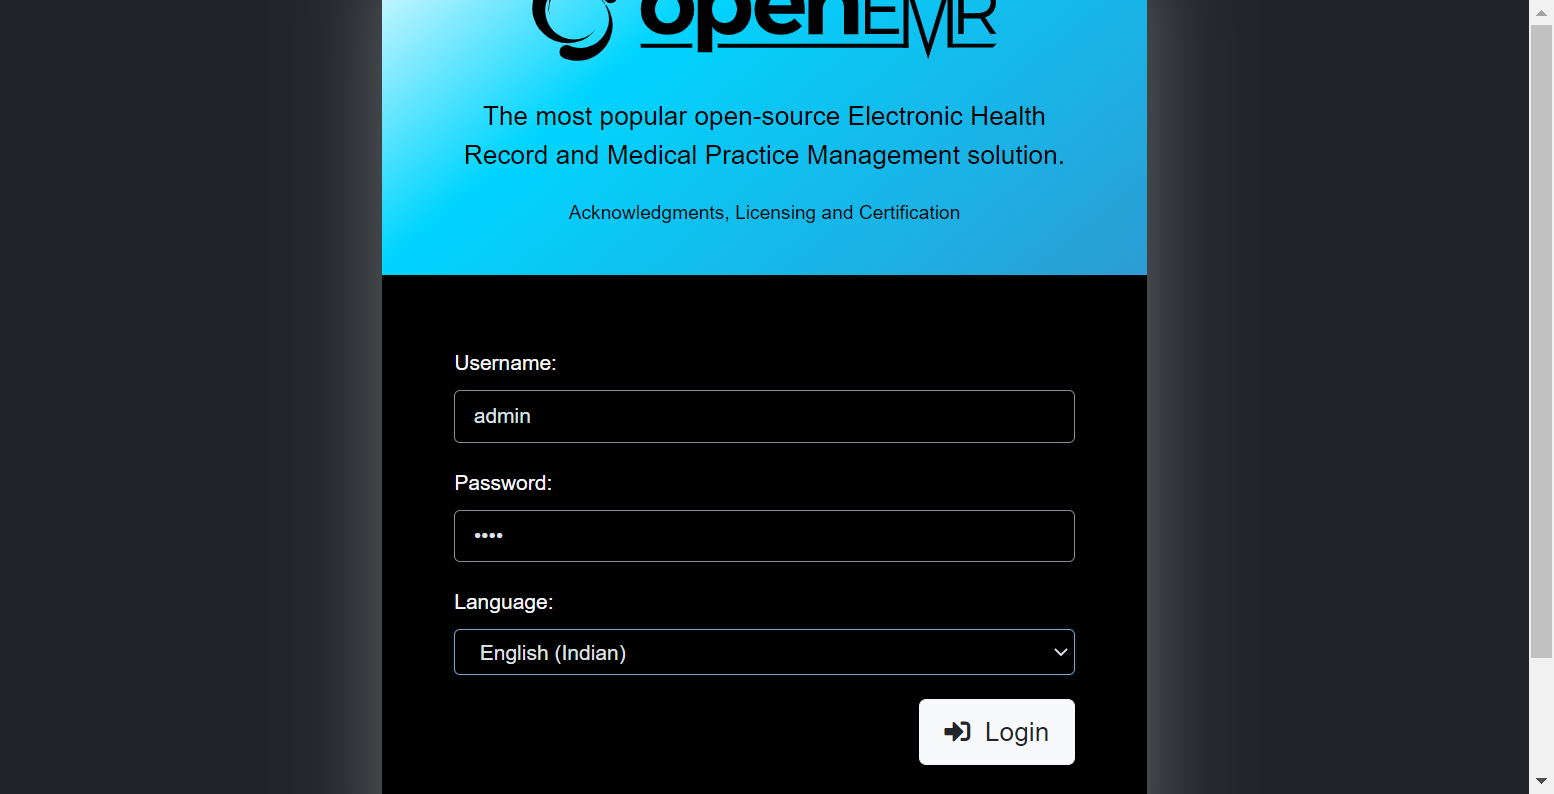 openEMR
The most popular open-source Electronic Health
Record and Medical Practice Management solution.
Acknowledgments, Licensing and Certification
Username:
admin
Password:
••••
Language:
English (Indian)
Login